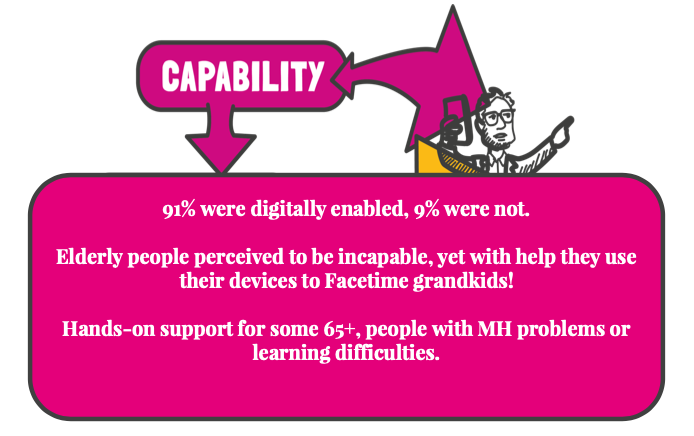 CAPABILITY
91% were digitally enabled, 9% were not.
Elderly people perceived to be incapable, yet with help they use
their devices to Facetime grandkids!
Hands-on support for some 65+, people with MH problems or
learning difficulties.